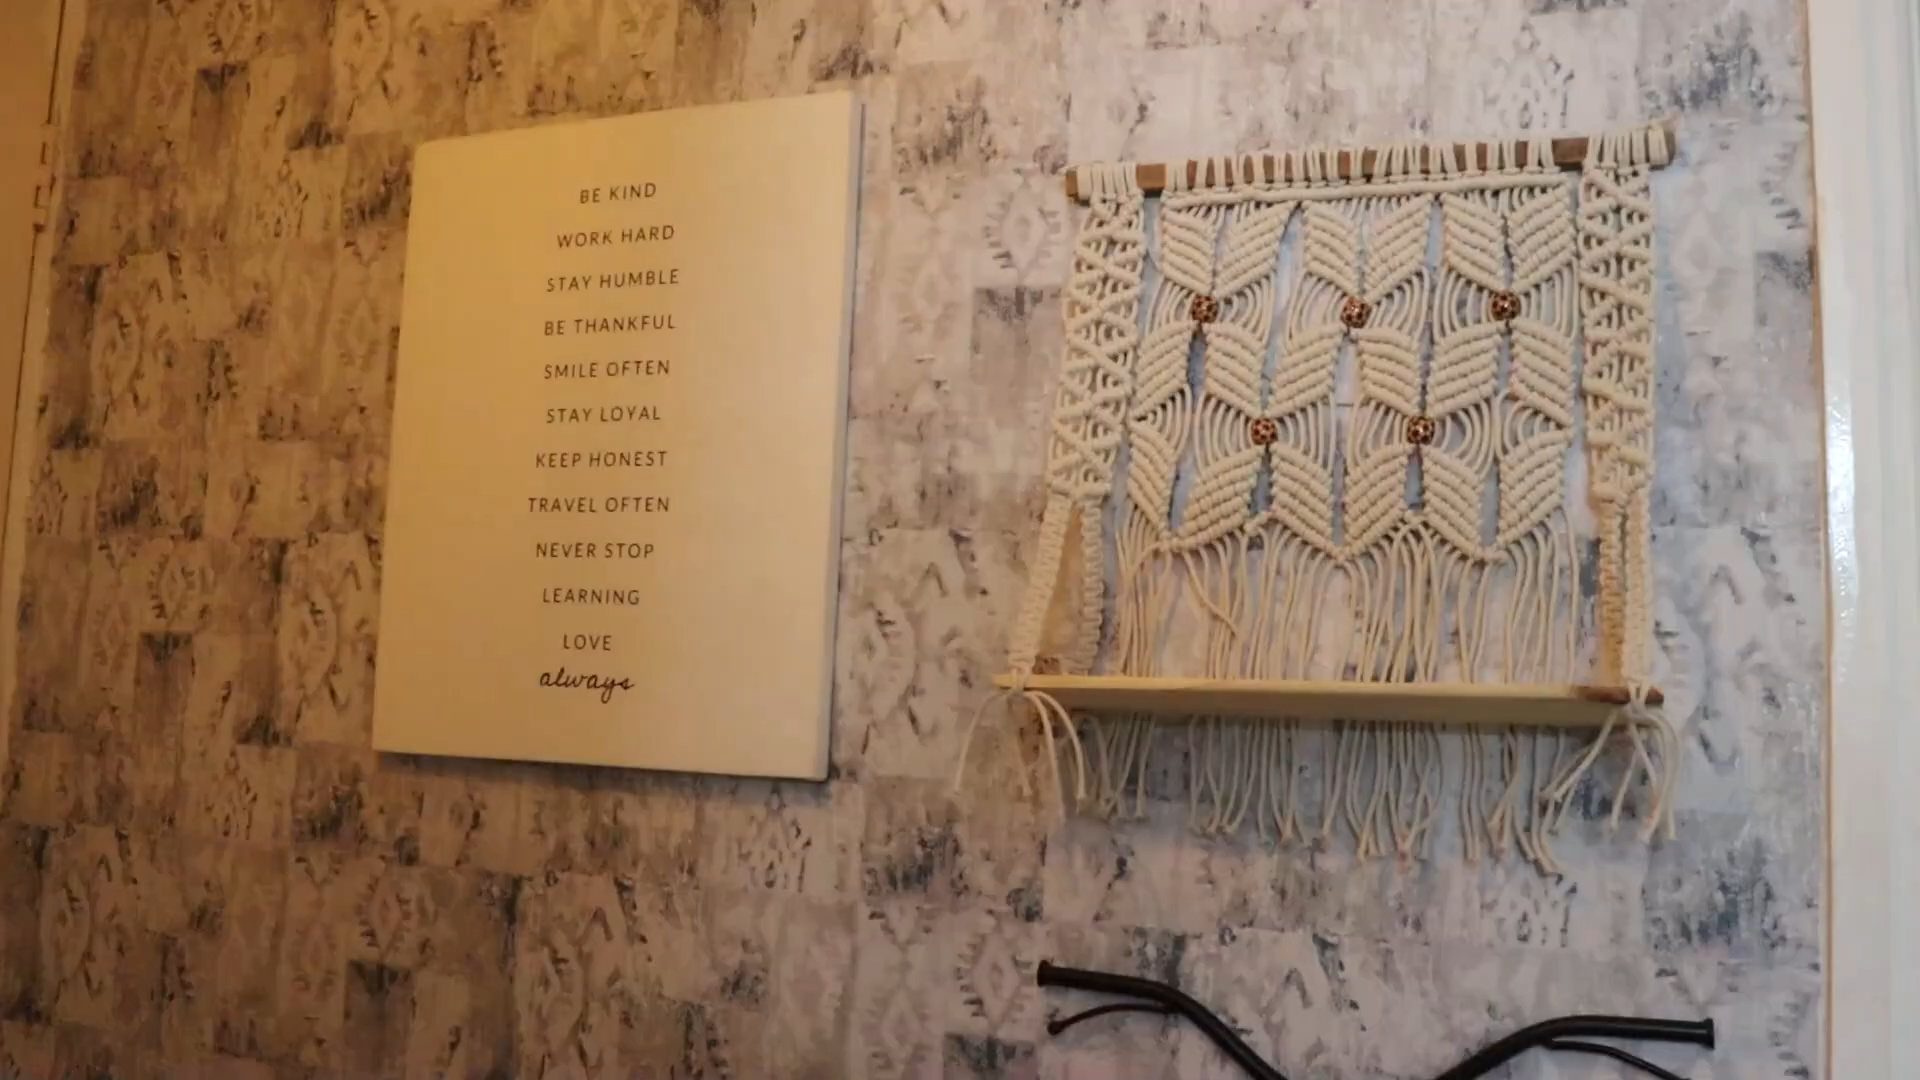 BE KIND
WORK HARD
STAY HUMBLE
BE THANKFUL
SMILE OFTEN
STAY LOYAL
KEEP HONEST
TRAVEL OFTEN
NEVER STOP
LEARNING
LOVE
always